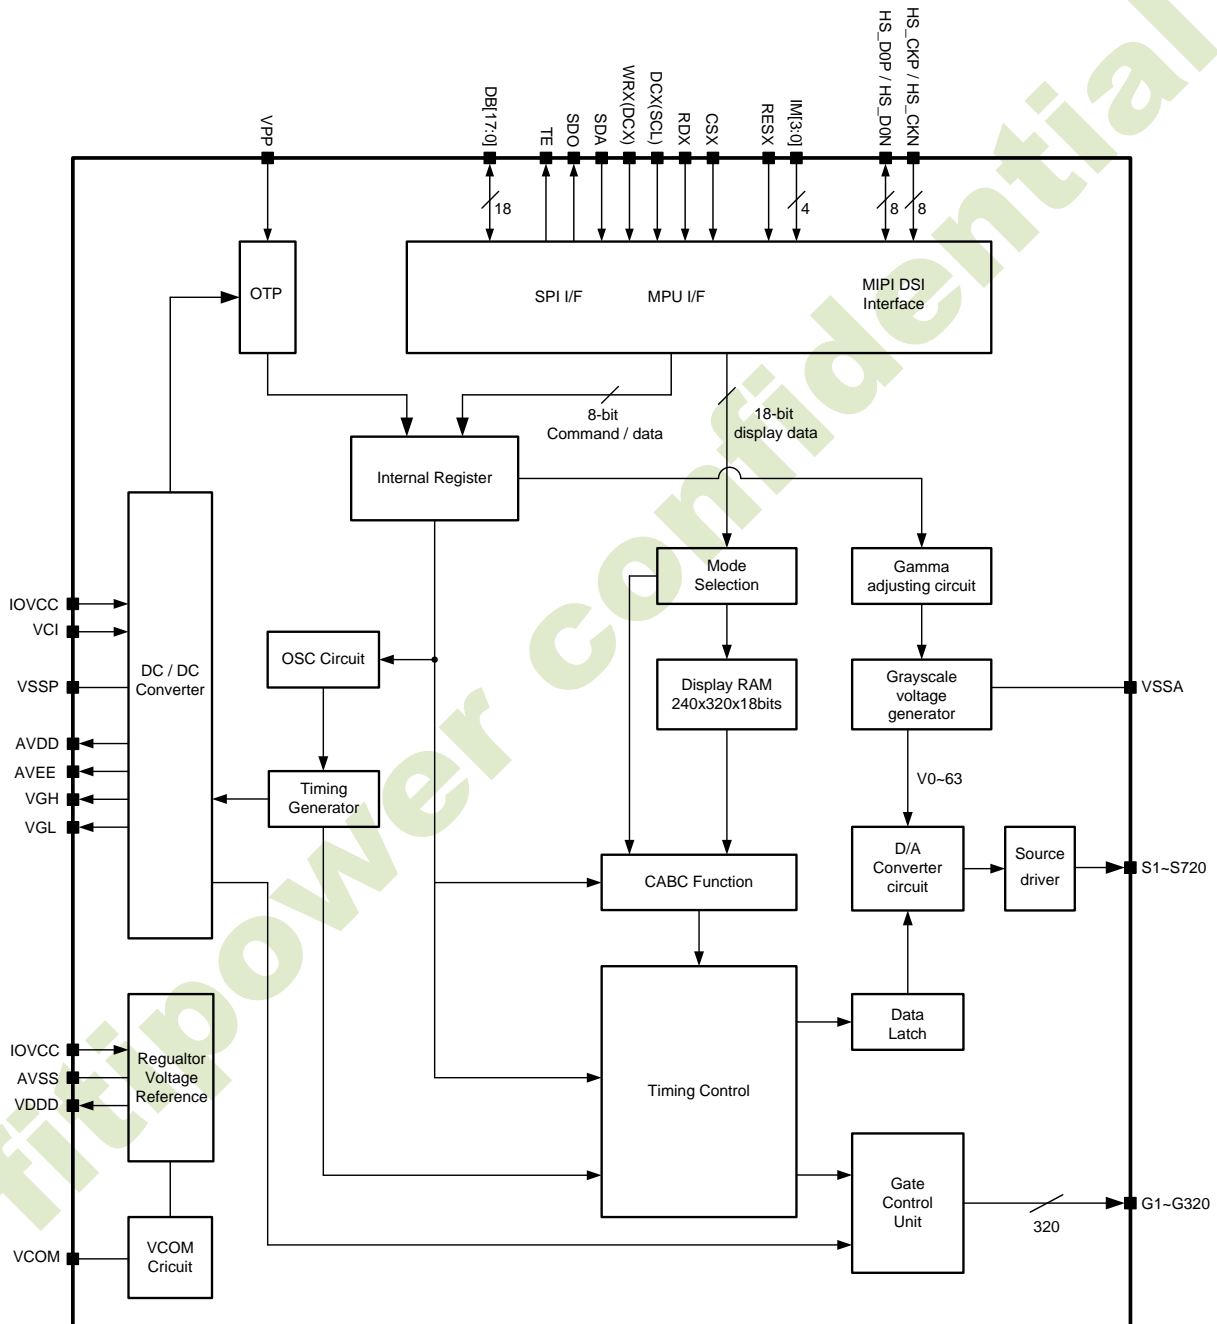 VPP
DB[17:0]
TE
SDO
SDA
WRX(DCX)
DCX(SCL)
RDX
CSX
RESX
IM[3:0]
HS_D0P / HS_D0N
HS_CKP / HS_CKN
18
4
8
8
OTP
SPI I/F
MPU I/F
MIPI DSI
Interface
8-bit
Command / data
18-bit
display data
Internal Register
Mode
Selection
Gamma
adjusting circuit
IOVCC
VCI
VSSP
AVDD
AVEE
VGH
VGL
DC / DC
Converter
OSC Circuit
Display RAM
240x320x18bits
Grayscale
voltage
generator
VSSA
Timing
Generator
V0~63
CABC Function
D/A
Converter
circuit
Source
driver
S1~S720
Data
Latch
IOVCC
AVSS
VDDD
Regualtor
Voltage
Reference
Timing Control
Gate
Control
Unit
320
G1~G320
VCOM
VCOM
Cricuit
fitipower confidential